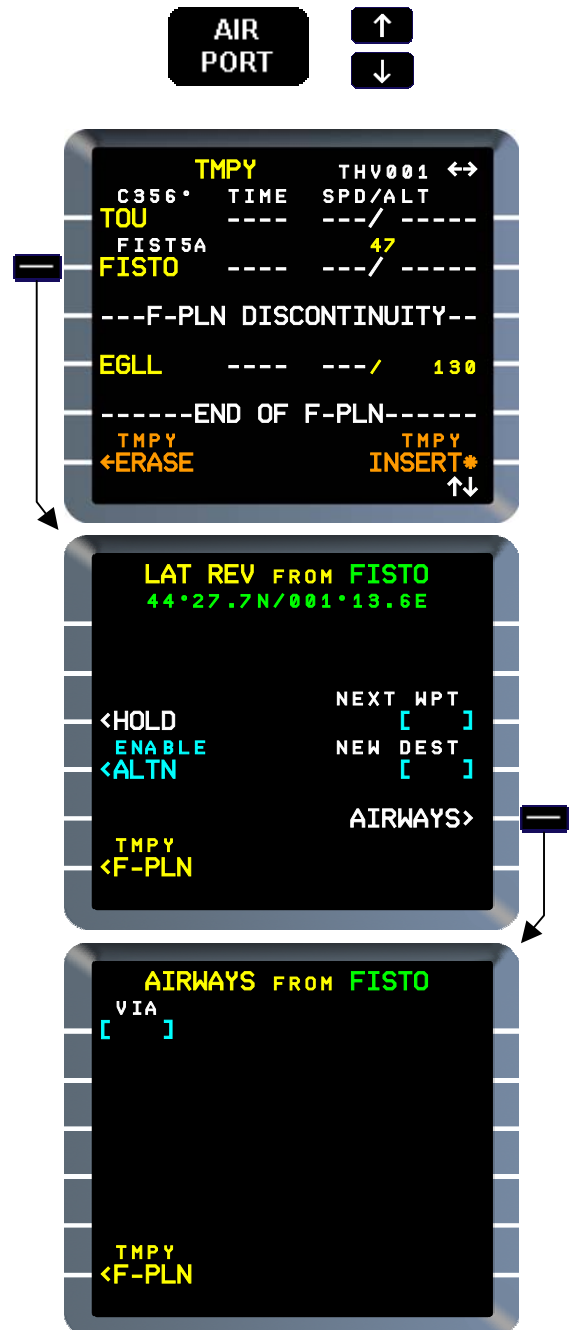 AIR
PORT
↑
↓
TMPY THV001 ↔
C356° TIME SPD/ALT
TOU ---- ---/ -----
FIST5A 47
FISTO ---- ---/ -----
---F-PLN DISCONTINUITY--
EGLL ---- ---/ 130
------END OF F-PLN------
TMPY TMPY
←ERASE INSERT*
↑↓
LAT REV FROM FISTO
44°27.7N/001°13.6E
NEXT WPT
<HOLD [ ]
ENABLE NEW DEST
<ALTN [ ]
AIRWAYS>
TMPY
<F-PLN
AIRWAYS FROM FISTO
VIA
[ ]
TMPY
<F-PLN